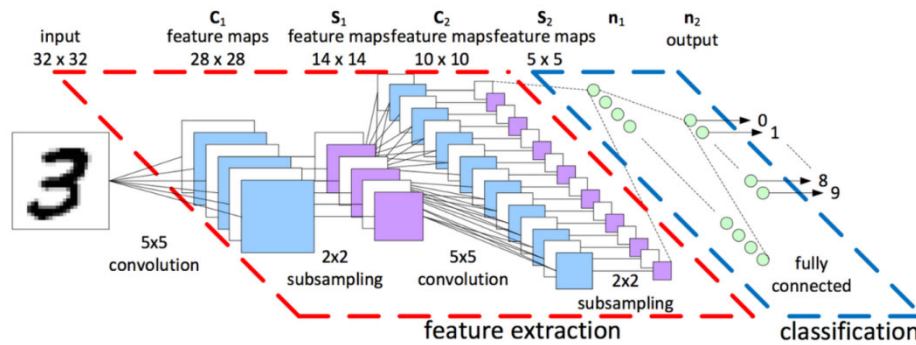 C1 S1 C2 S2 n1 n2
input feature maps feature maps feature maps feature maps output
32 x 32 28 x 28 14 x 14 10 x 10 5 x 5
0
1
8
9
5x5
convolution
2x2
subsampling
5x5
convolution
2x2
subsampling
fully
connected
feature extraction
classification
3